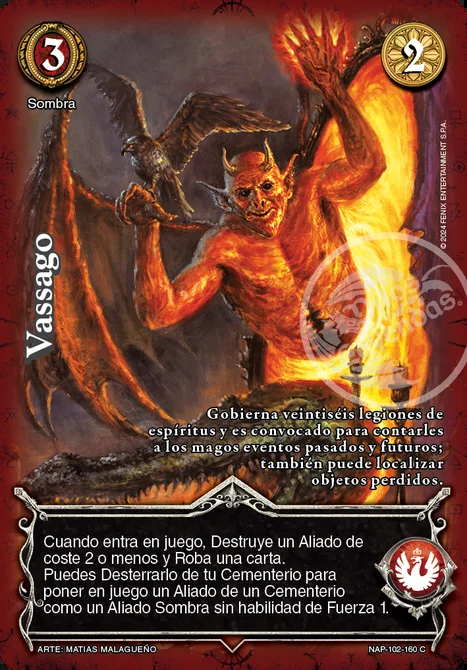 3
2
Sombra
© 2024 FENIX ENTERTAINMENT S.P.A.
Vassago
Gobierna veintiséis legiones de
espíritus y es convocado para contarles
a los magos eventos pasados y futuros;
también puede localizar
objetos perdidos.
Cuando entra en juego, Destruye un Aliado de
coste 2 o menos y Roba una carta.
Puedes Desterrarlo de tu Cementerio para
poner en juego un Aliado de un Cementerio
como un Aliado Sombra sin habilidad de Fuerza 1.
ARTE: MATIAS MALAGUEÑO
NAP-102-160 C